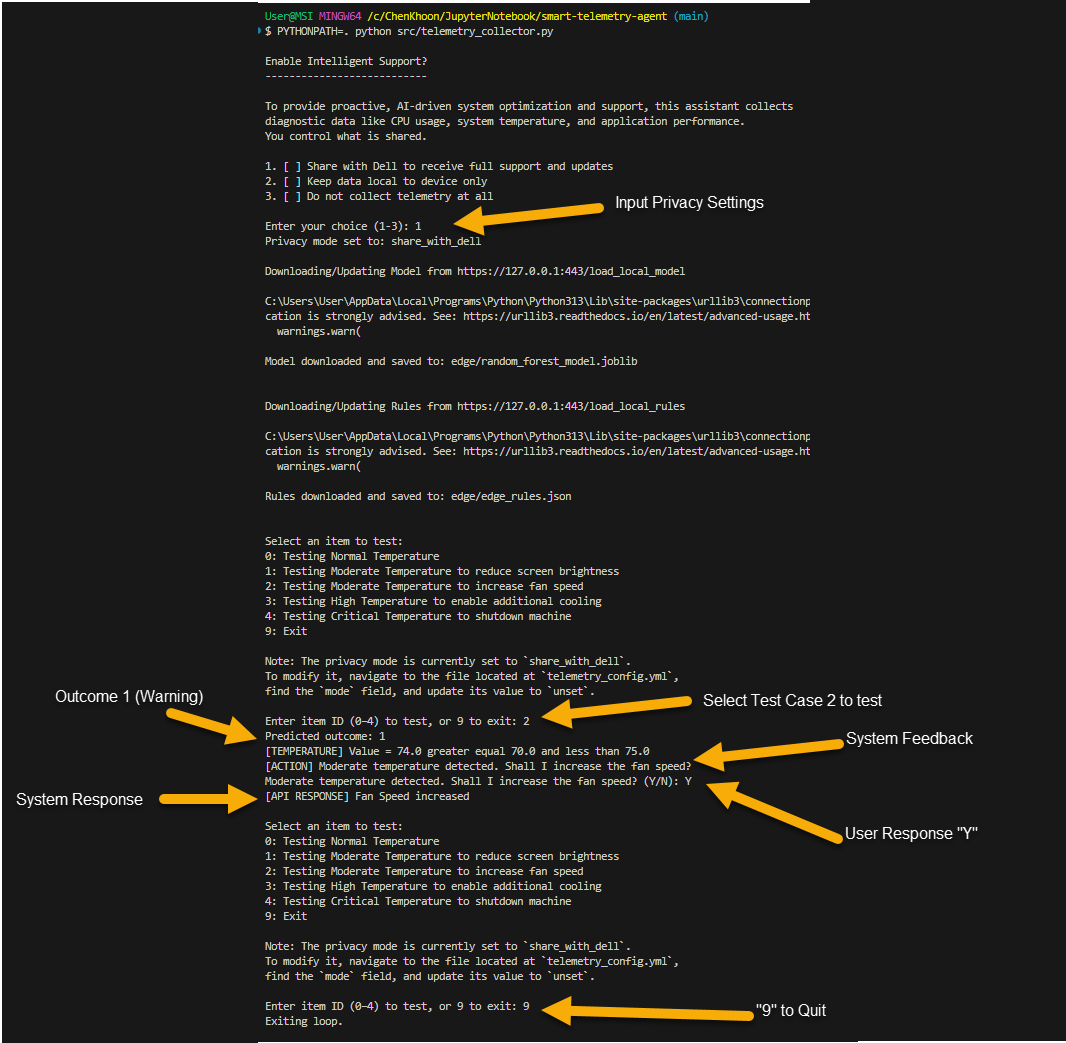 User@MSI MINGW64 /c/ChenKhoon/JupyterNotebook/smart-telemetry-agent (main)
$ PYTHONPATH=. python src/telemetry_collector.py
Enable Intelligent Support?
---------------------------
To provide proactive, AI-driven system optimization and support, this assistant collects
diagnostic data like CPU usage, system temperature, and application performance.
You control what is shared.
1. [ ] Share with Dell to receive full support and updates
2. [ ] Keep data local to device only
3. [ ] Do not collect telemetry at all
Input Privacy Settings
Enter your choice (1-3): 1
Privacy mode set to: share_with_dell
Downloading/Updating Model from https://127.0.0.1:443/load_local_model
C:\Users\User\AppData\Local\Programs\Python\Python313\Lib\site-packages\urllib3\connectionp
cation is strongly advised. See: https://urllib3.readthedocs.io/en/latest/advanced-usage.ht
warnings.warn(
Model downloaded and saved to: edge/random_forest_model.joblib
Downloading/Updating Rules from https://127.0.0.1:443/load_local_rules
C:\Users\User\AppData\Local\Programs\Python\Python313\Lib\site-packages\urllib3\connectionp
cation is strongly advised. See: https://urllib3.readthedocs.io/en/latest/advanced-usage.ht
warnings.warn(
Rules downloaded and saved to: edge/edge_rules.json
Select an item to test:
0: Testing Normal Temperature
1: Testing Moderate Temperature to reduce screen brightness
2: Testing Moderate Temperature to increase fan speed
3: Testing High Temperature to enable additional cooling
4: Testing Critical Temperature to shutdown machine
9: Exit
Note: The privacy mode is currently set to `share_with_dell`.
To modify it, navigate to the file located at `telemetry_config.yml`,
find the `mode` field, and update its value to `unset`.
Outcome 1 (Warning)
Select Test Case 2 to test
Enter item ID (0–4) to test, or 9 to exit: 2
Predicted outcome: 1
System Feedback
[TEMPERATURE] Value = 74.0 greater equal 70.0 and less than 75.0
[ACTION] Moderate temperature detected. Shall I increase the fan speed?
Moderate temperature detected. Shall I increase the fan speed? (Y/N): Y
System Response
[API RESPONSE] Fan Speed increased
User Response "Y"
Select an item to test:
0: Testing Normal Temperature
1: Testing Moderate Temperature to reduce screen brightness
2: Testing Moderate Temperature to increase fan speed
3: Testing High Temperature to enable additional cooling
4: Testing Critical Temperature to shutdown machine
9: Exit
Note: The privacy mode is currently set to `share_with_dell`.
To modify it, navigate to the file located at `telemetry_config.yml`,
find the `mode` field, and update its value to `unset`.
Enter item ID (0–4) to test, or 9 to exit: 9
"9" to Quit
Exiting loop.